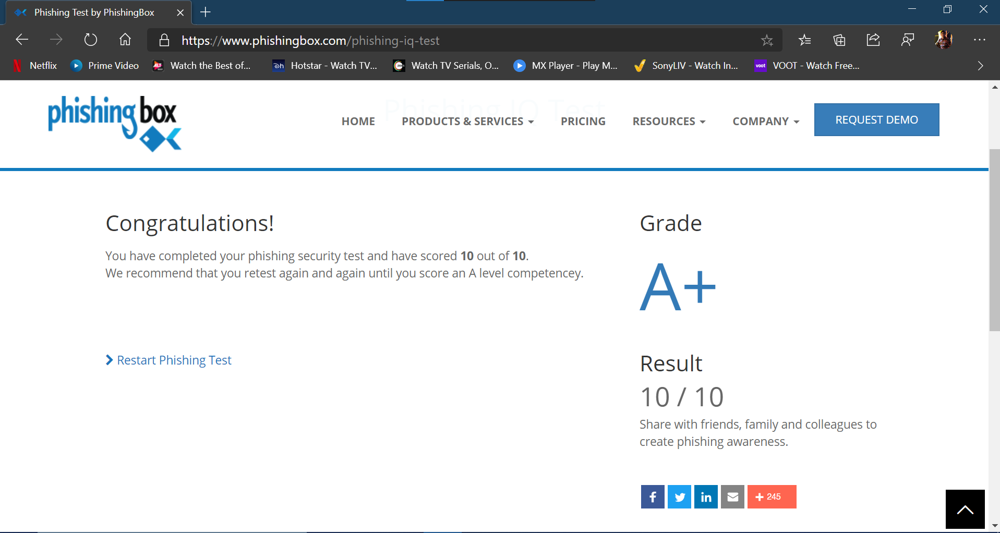 Phishing Test by PhishingBox
https://www.phishingbox.com/phishing-iq-test
Netflix
Prime Video
ALT
Watch the Best of...
Dh
Hotstar - Watch TV...
Watch TV Serials, O...
MX Player - Play M...
SonyLIV - Watch In...
voot
VOOT - Watch Free...
phishing box
Phishing IQ Test
HOME
PRODUCTS & SERVICES
PRICING
RESOURCES
COMPANY
REQUEST DEMO
Congratulations!
You have completed your phishing security test and have scored 10 out of 10.
We recommend that you retest again and again until you score an A level competencey.
Restart Phishing Test
Grade
A+
Result
10 / 10
Share with friends, family and colleagues to
create phishing awareness.
f
in
+ 245